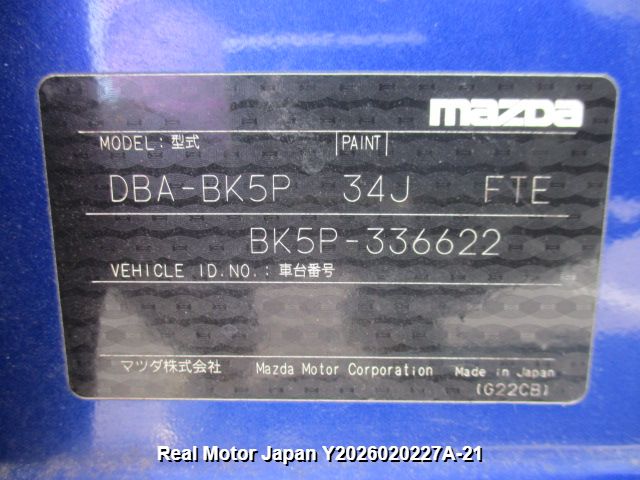 mazda
MODEL: 型式 PAINT
DBA-BK5P 34J FTE
BK5P-336622
VEHICLE ID.NO.: 車台番号
マツダ株式会社 Mazda Motor Corporation Made in Japan
(G22CB)
Real Motor Japan Y2026020227A-21